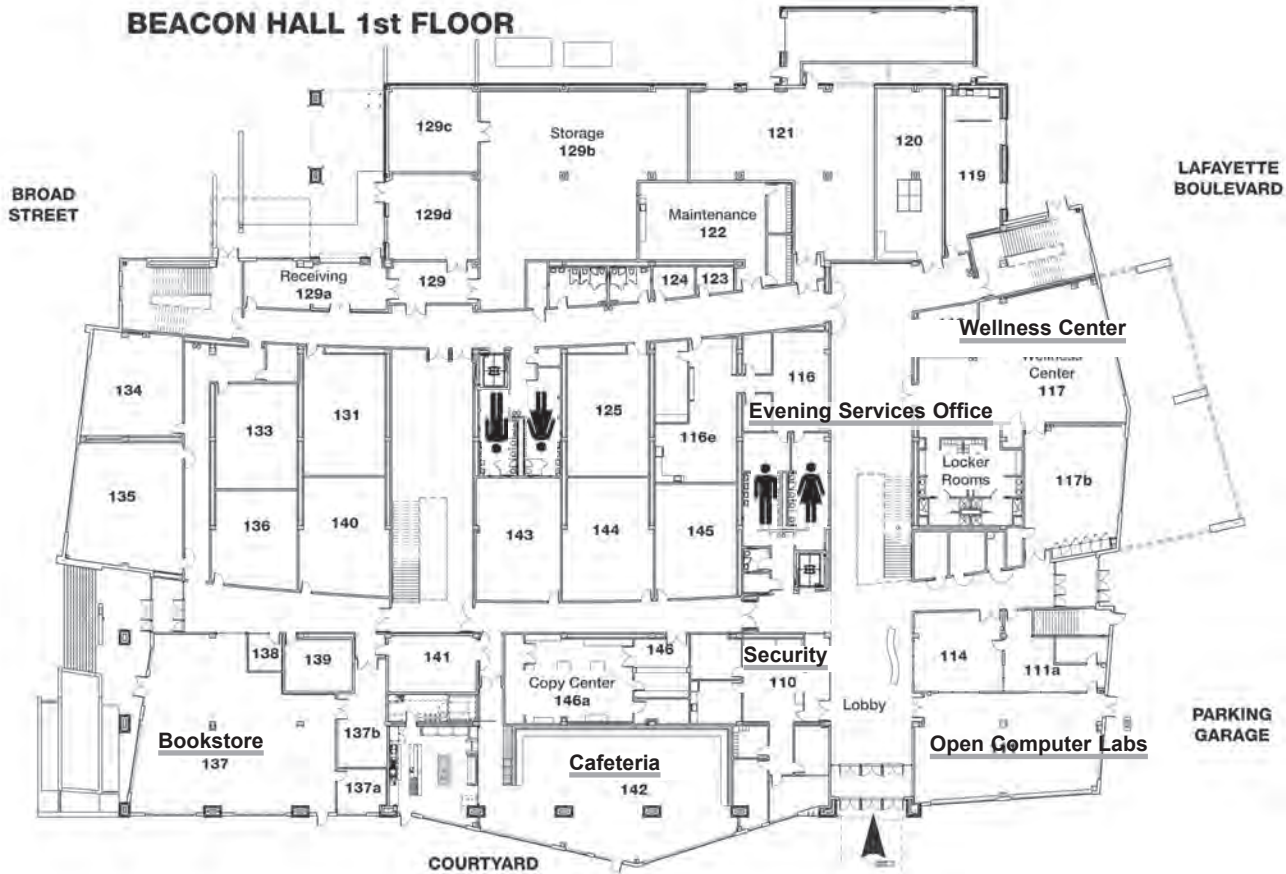 BEACON HALL 1st FLOOR
129c
Storage
129b
121
120
119
BROAD
STREET
LAFAYETTE
BOULEVARD
129d
Maintenance
122
Receiving
129a
129
124
123
Wellness Center
Wellness
Center
117
134
133
131
125
116
116e
Evening Services Office
Locker
Rooms
117b
135
136
140
143
144
145
138
139
141
146
Copy Center
146a
Security
110
Lobby
114
111a
PARKING
GARAGE
Bookstore
137
137b
137a
Cafeteria
142
Open Computer Labs
COURTYARD